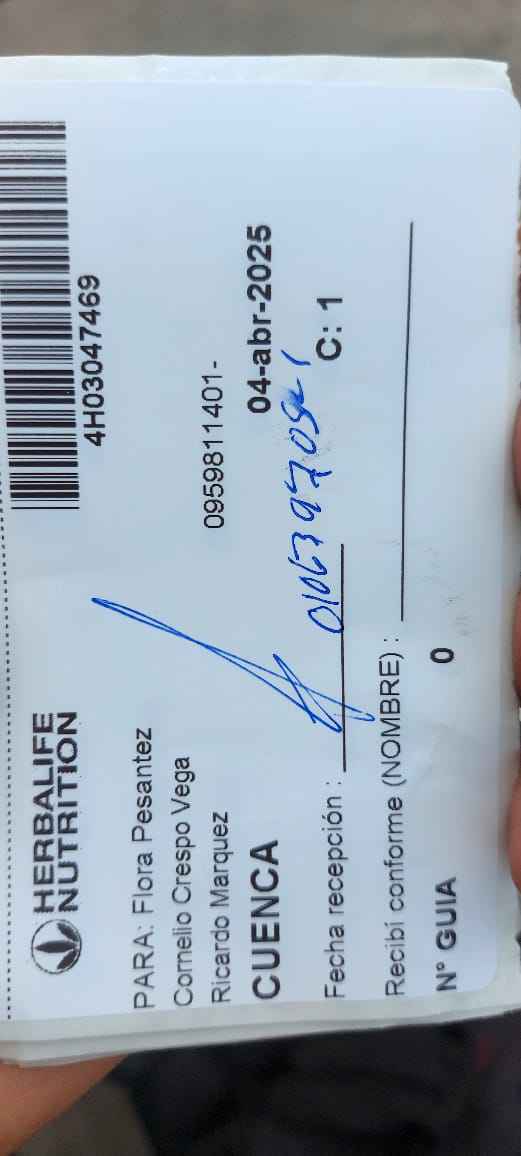 HERBALIFE
NUTRITION
4H03047469
PARA: Flora Pesantez
Cornelio Crespo Vega
Ricardo Marquez
0959811401-
CUENCA
04-abr-2025
Fecha recepción :
C: 1
Recibí conforme (NOMBRE) :
N° GUIA
0